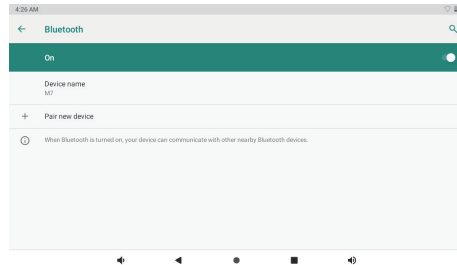 4:26 AM
Bluetooth
On
Device name
M7
Pair new device
When Bluetooth is turned on, your device can communicate with other nearby Bluetooth devices.